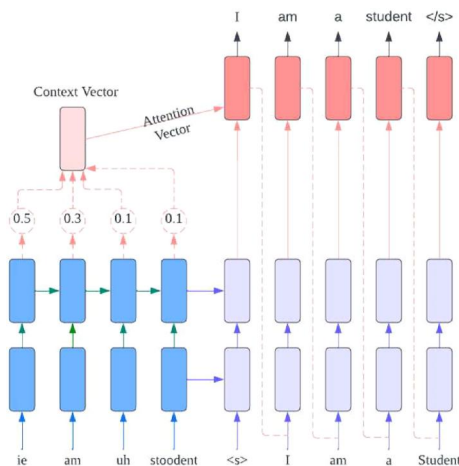 I am a student </s>
Context Vector
Attention
Vector
0.5 0.3 0.1 0.1
ie am uh stoodent <s> I am a Student